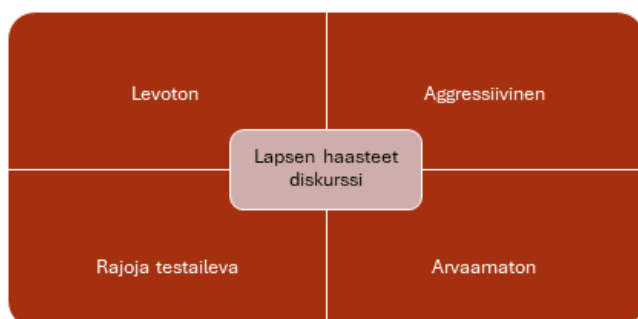 Levoton
Aggressiivinen
Lapsen haasteet
diskurssi
Rajoja testaileva
Arvaamaton